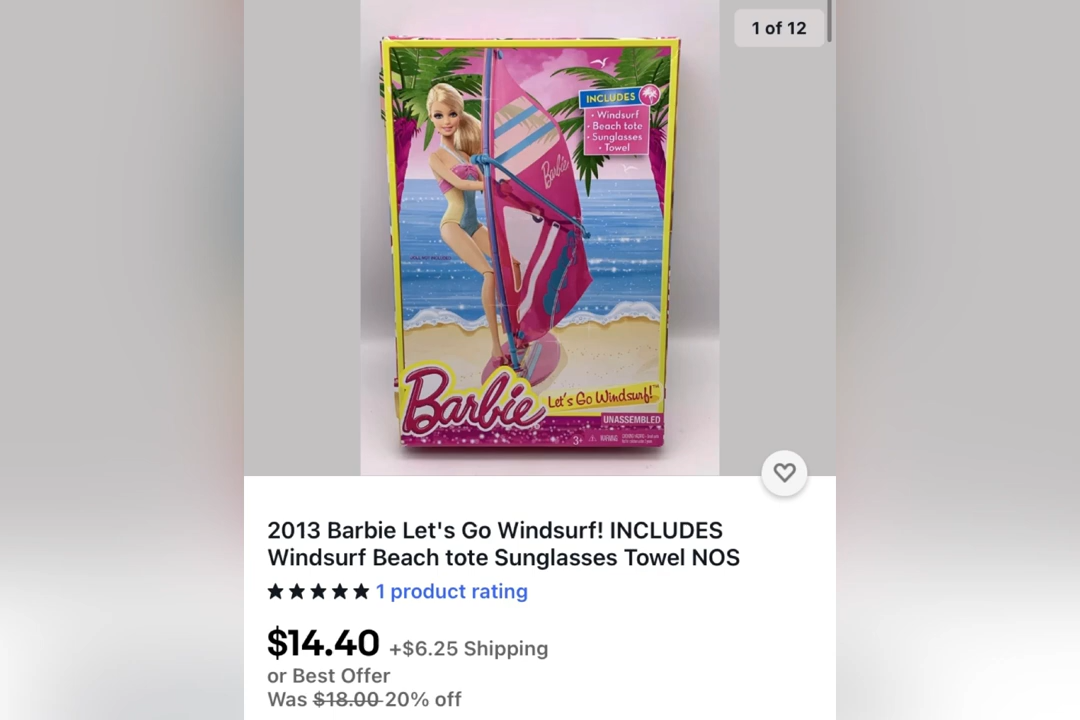 1 of 12
INCLUDES
• Windsurf
• Beach tote
• Sunglasses
• Towel
Barbie
Barbie
Let's Go Windsurf!™
UNASSEMBLED
3+
WARNING:
2013 Barbie Let's Go Windsurf! INCLUDES
Windsurf Beach tote Sunglasses Towel NOS
1 product rating
$14.40 +$6.25 Shipping
or Best Offer
Was $18.00 20% off